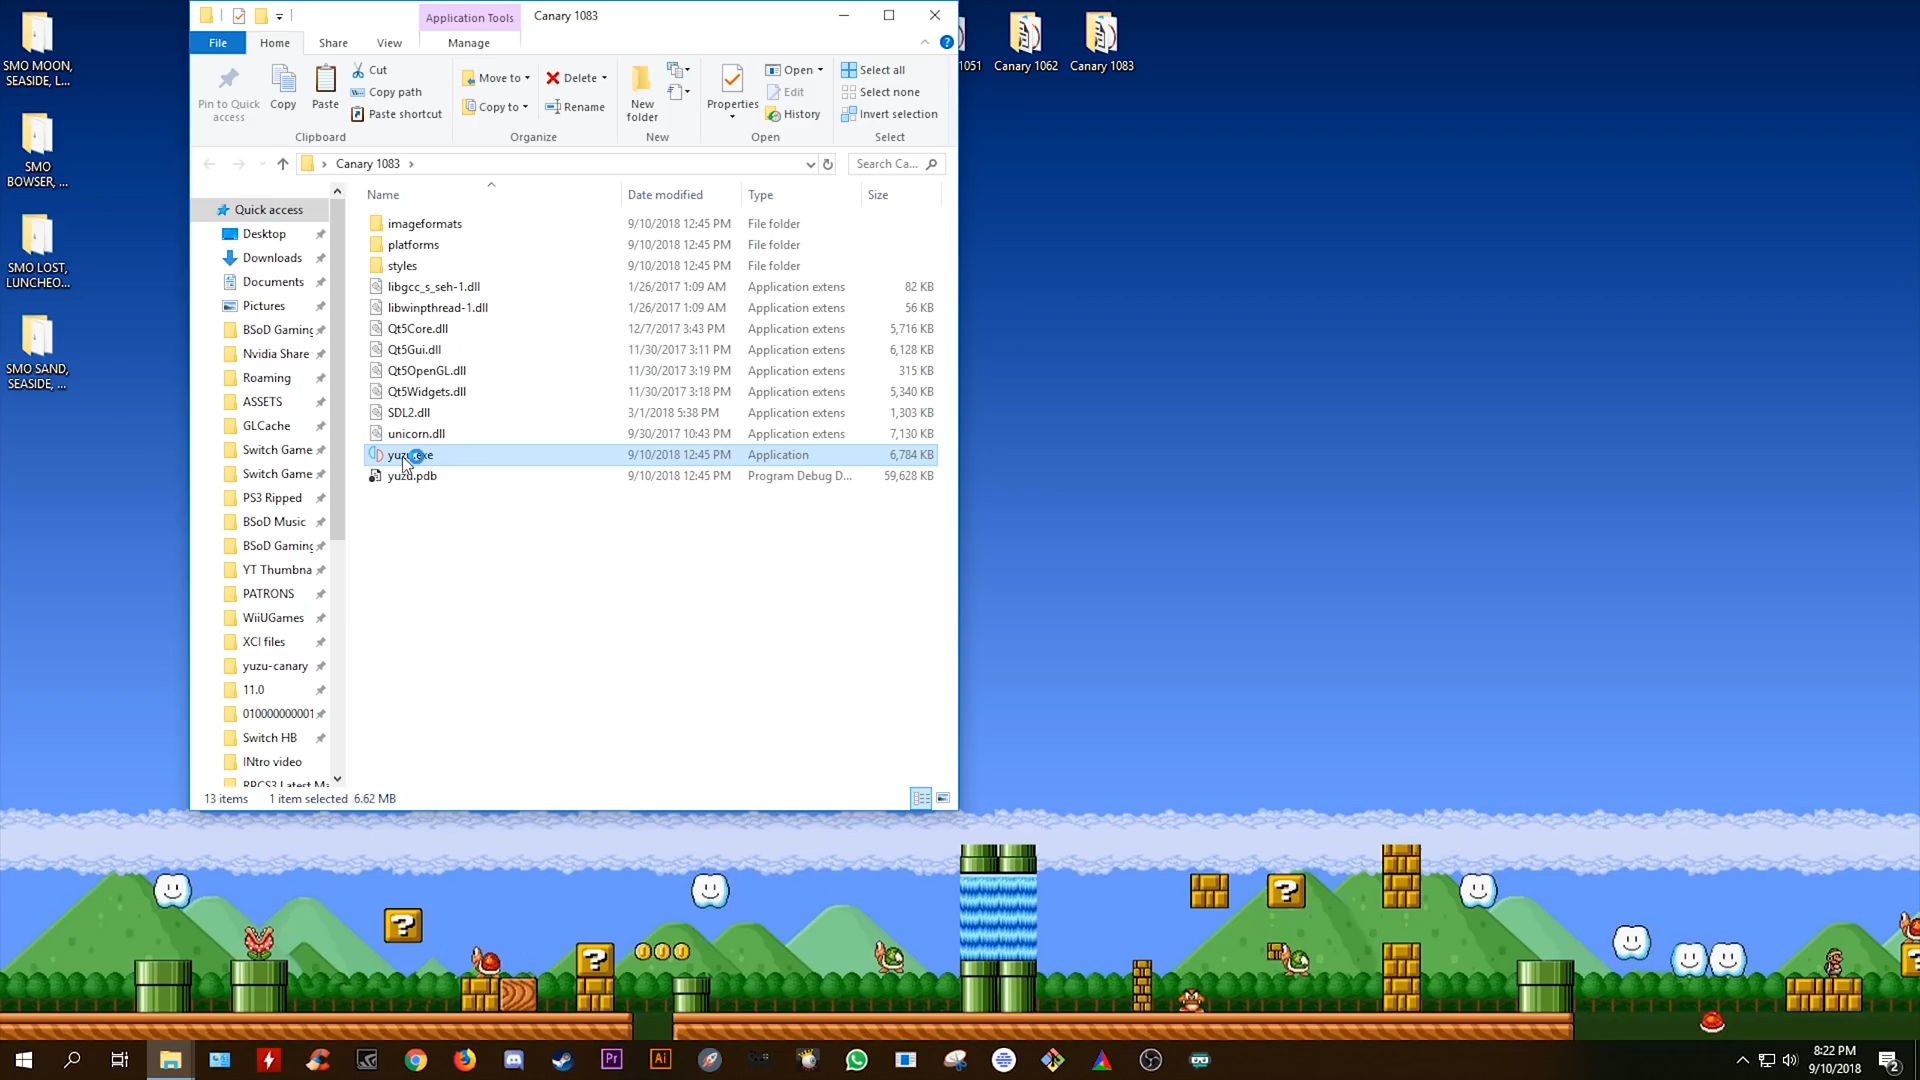 Application Tools
Canary 1083
File
Home
Share
View
Manage
Pin to Quick access
Copy
Paste
Cut
Copy path
Paste shortcut
Clipboard
Move to
Copy to
Delete
Rename
Organize
New folder
New
Properties
Open
Edit
History
Open
Select all
Select none
Invert selection
Select
Canary 1083
Search Ca...
Name
Date modified
Type
Size
imageformats 9/10/2018 12:45 PM File folder
platforms 9/10/2018 12:45 PM File folder
styles 9/10/2018 12:45 PM File folder
libgcc_s_seh-1.dll 1/26/2017 1:09 AM Application extens 82 KB
libwinpthread-1.dll 1/26/2017 1:09 AM Application extens 56 KB
Qt5Core.dll 12/7/2017 3:43 PM Application extens 5,716 KB
Qt5Gui.dll 11/30/2017 3:11 PM Application extens 6,128 KB
Qt5OpenGL.dll 11/30/2017 3:19 PM Application extens 315 KB
Qt5Widgets.dll 11/30/2017 3:18 PM Application extens 5,340 KB
SDL2.dll 3/1/2018 5:38 PM Application extens 1,303 KB
unicorn.dll 9/30/2017 10:43 PM Application extens 7,130 KB
yuzu.exe 9/10/2018 12:45 PM Application 6,784 KB
yuzu.pdb 9/10/2018 12:45 PM Program Debug D... 59,628 KB
Quick access
Desktop
Downloads
Documents
Pictures
BSoD Gaming
Nvidia Share
Roaming
ASSETS
GLCache
Switch Game
Switch Game
PS3 Ripped
BSoD Music
BSoD Gaming
YT Thumbna
PATRONS
WiiUGames
XCI files
yuzu-canary
11.0
010000000001
Switch HB
INtro video
RPCS3 Latest Ma
13 items
1 item selected 6.62 MB
SMO MOON,
SEASIDE, L...
SMO
BOWSER, ...
SMO LOST,
LUNCHEO...
SMO SAND,
SEASIDE, ...
1051
Canary 1062
Canary 1083
?
?
?
?
Pr
Ai
8:22 PM
9/10/2018
2